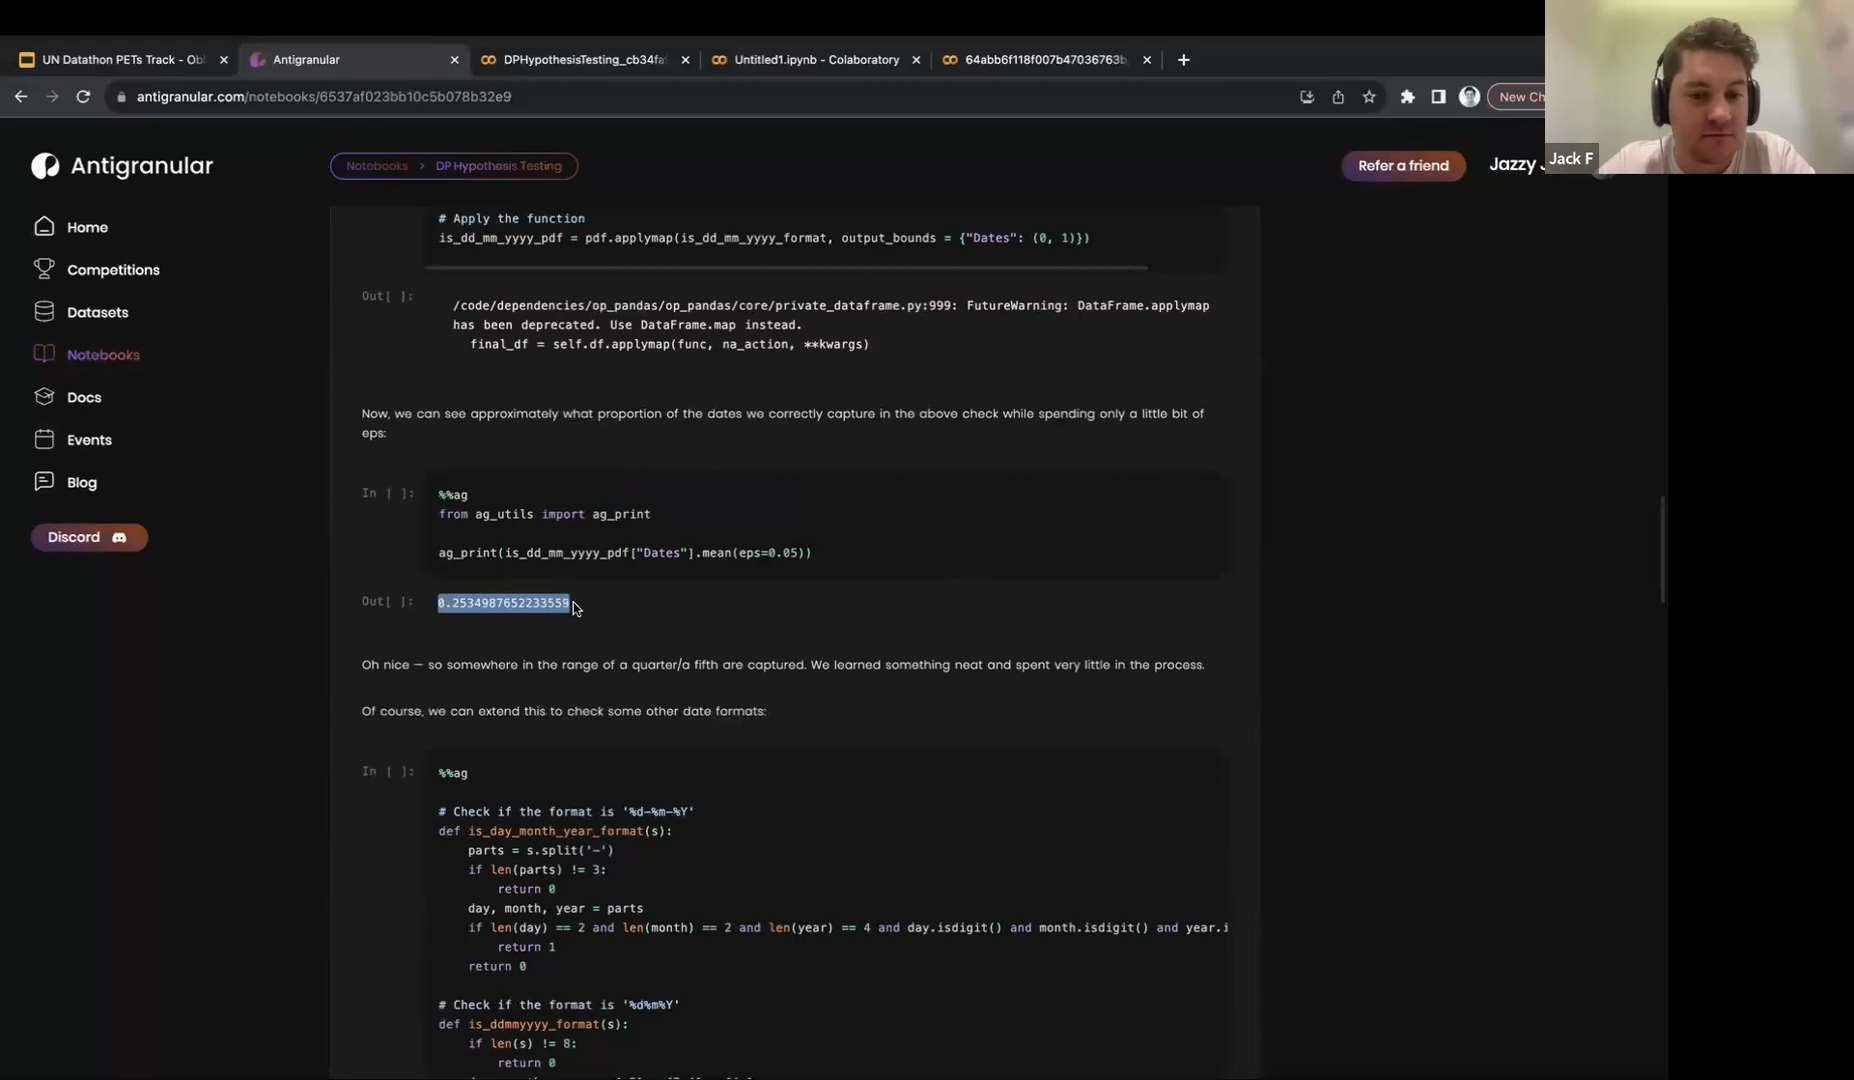 UN Datathon PETs Track - Ob
Antigranular
DPHypothesisTesting_cb34fa
Untitled1.ipynb - Colaboratory
64abb6f118f007b47036763b
antigranular.com/notebooks/6537af023bb10c5b078b32e9
New Ch
Jack F
Antigranular
Notebooks > DP Hypothesis Testing
Refer a friend
Jazzy J
Home
Competitions
Datasets
Notebooks
Docs
Events
Blog
Discord
# Apply the function
is_dd_mm_yyyy_pdf = pdf.applymap(is_dd_mm_yyyy_format, output_bounds = {"Dates": (0, 1)})
Out[ ]:
/code/dependencies/op_pandas/op_pandas/core/private_dataframe.py:999: FutureWarning: DataFrame.applymap
has been deprecated. Use DataFrame.map instead.
final_df = self.df.applymap(func, na_action, **kwargs)
Now, we can see approximately what proportion of the dates we correctly capture in the above check while spending only a little bit of
eps:
In [ ]:
%%ag
from ag_utils import ag_print
ag_print(is_dd_mm_yyyy_pdf["Dates"].mean(eps=0.05))
Out[ ]:
0.2534987652233559
Oh nice — so somewhere in the range of a quarter/a fifth are captured. We learned something neat and spent very little in the process.
Of course, we can extend this to check some other date formats:
In [ ]:
%%ag
# Check if the format is '%d-%m-%Y'
def is_day_month_year_format(s):
parts = s.split('-')
if len(parts) != 3:
return 0
day, month, year = parts
if len(day) == 2 and len(month) == 2 and len(year) == 4 and day.isdigit() and month.isdigit() and year.i
return 1
return 0
# Check if the format is '%d%m%Y'
def is_ddmmyyyy_format(s):
if len(s) != 8:
return 0